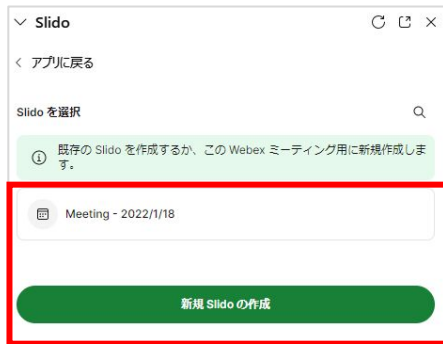 Slido
アプリに戻る
Slido を選択
既存の Slido を作成するか、この Webex ミーティング用に新規作成しま
す。
Meeting - 2022/1/18
新規 Slido の作成